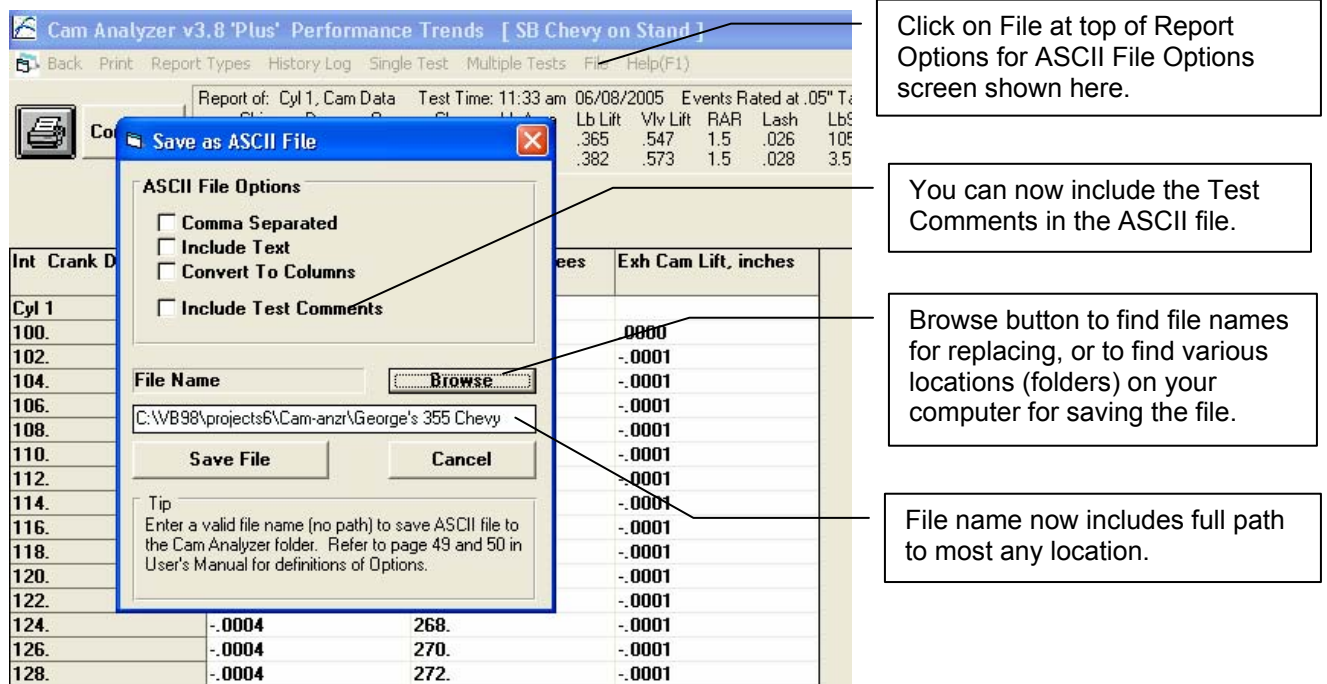 Cam Analyzer v3.8 'Plus' Performance Trends [ SB Chevy on Stand ]
Back Print Report Types History Log Single Test Multiple Tests File Help(F1)
Report of: Cyl 1, Cam Data Test Time: 11:33 am 06/08/2005 Events Rated at .05"
Lb Lift Vlv Lift RAR Lash
.365 .547 1.5 .026 105
.382 .573 1.5 .028 3.5
Save as ASCII File
ASCII File Options
Comma Separated
Include Text
Convert To Columns
Include Test Comments
File Name
Browse
C:\VB98\projects6\Cam-anzr\George's 355 Chevy
Save File Cancel
Tip
Enter a valid file name (no path) to save ASCII file to
the Cam Analyzer folder. Refer to page 49 and 50 in
User's Manual for definitions of Options.
Int Crank D ees Exh Cam Lift, inches
Cyl 1
100. .0000
102. -.0001
104. -.0001
106. -.0001
108. -.0001
110. -.0001
112. -.0001
114. -.0001
116. -.0001
118. -.0001
120. -.0001
122. -.0001
124. -.0004 268. -.0001
126. -.0004 270. -.0001
128. -.0004 272. -.0001
Click on File at top of Report
Options for ASCII File Options
screen shown here.
You can now include the Test
Comments in the ASCII file.
Browse button to find file names
for replacing, or to find various
locations (folders) on your
computer for saving the file.
File name now includes full path
to most any location.